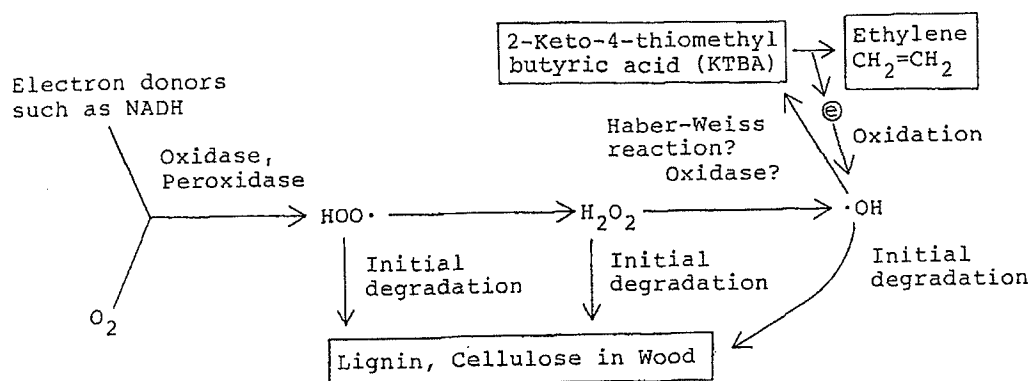 2-Keto-4-thiomethyl
butyric acid (KTBA)
Ethylene
CH2=CH2
Electron donors
such as NADH
e
Haber-Weiss
reaction?
Oxidase?
Oxidation
Oxidase,
Peroxidase
HOO·
H2O2
·OH
Initial
degradation
Initial
degradation
Initial
degradation
O2
Lignin, Cellulose in Wood